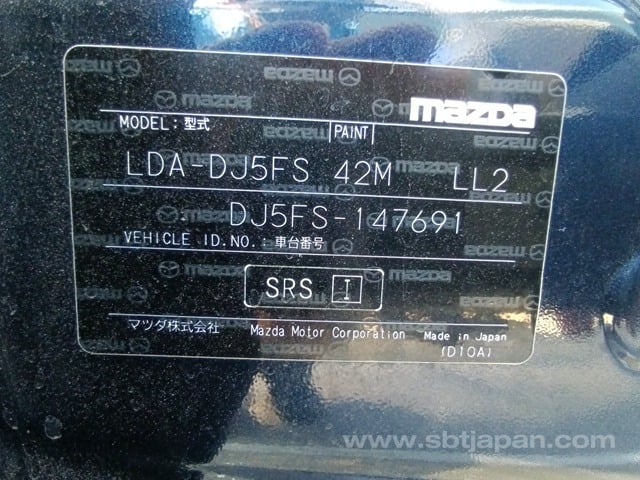 mazda
MODEL: 型式 PAINT
LDA-DJ5FS 42M LL2
DJ5FS-147691
VEHICLE ID.NO.: 車台番号
SRS I
マツダ株式会社 Mazda Motor Corporation Made in Japan
(D10A)
www.sbtjapan.com